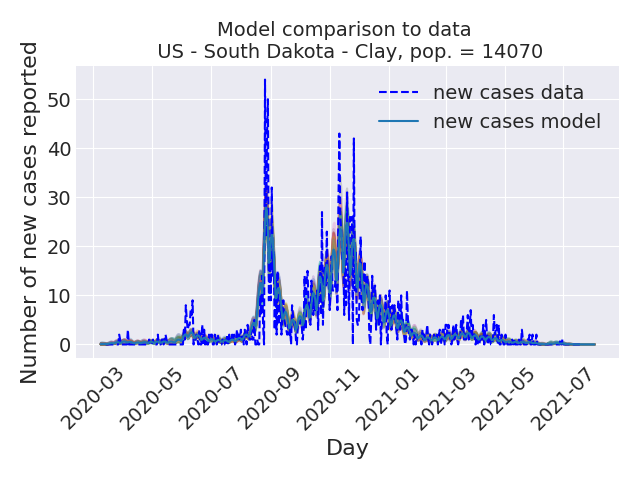 Model comparison to data
US - South Dakota - Clay, pop. = 14070
Number of new cases reported
50
40
30
20
10
0
new cases data
new cases model
2020-03
2020-05
2020-07
2020-09
2020-11
2021-01
2021-03
2021-05
2021-07
Day